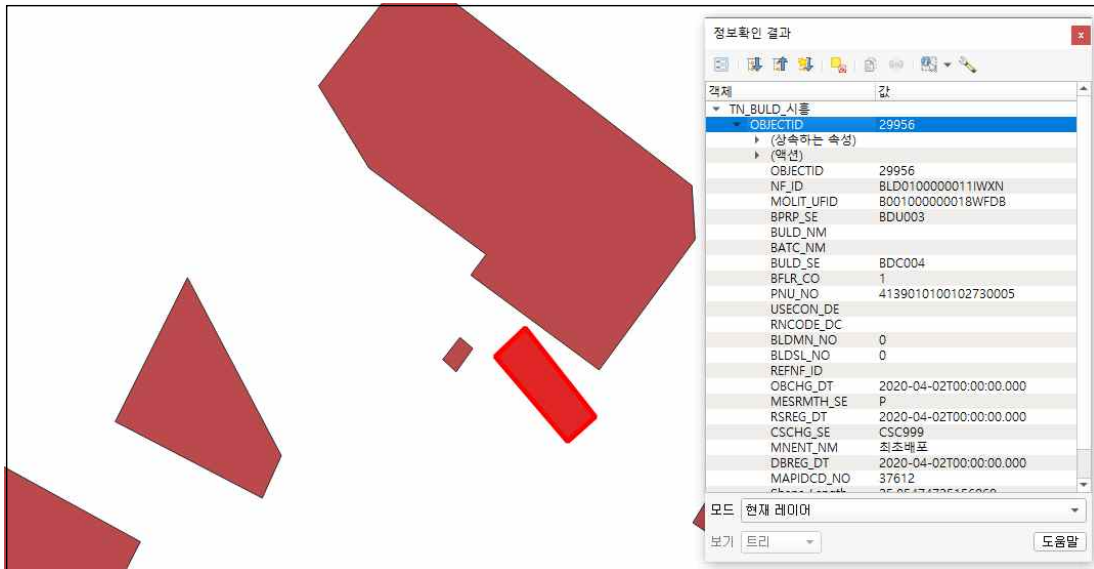 정보확인 결과
객체 값
TN_BULD_시흥
OBJECTID 29956
(상속하는 속성)
(액션)
OBJECTID 29956
NF_ID BLD0100000011IWXN
MOLIT_UFID B001000000018WFDB
BPRP_SE BDU003
BULD_NM
BATC_NM
BULD_SE BDC004
BFLR_CO 1
PNU_NO 4139010100102730005
USECON_DE
RNCODE_DC
BLDMN_NO 0
BLDSL_NO 0
REFNF_ID
OBCHG_DT 2020-04-02T00:00:00.000
MESRMTH_SE P
RSREG_DT 2020-04-02T00:00:00.000
CSCHG_SE CSC999
MNENT_NM 최초배포
DBREG_DT 2020-04-02T00:00:00.000
MAPIDCD_NO 37612
모드 현재 레이어
보기 트리 도움말